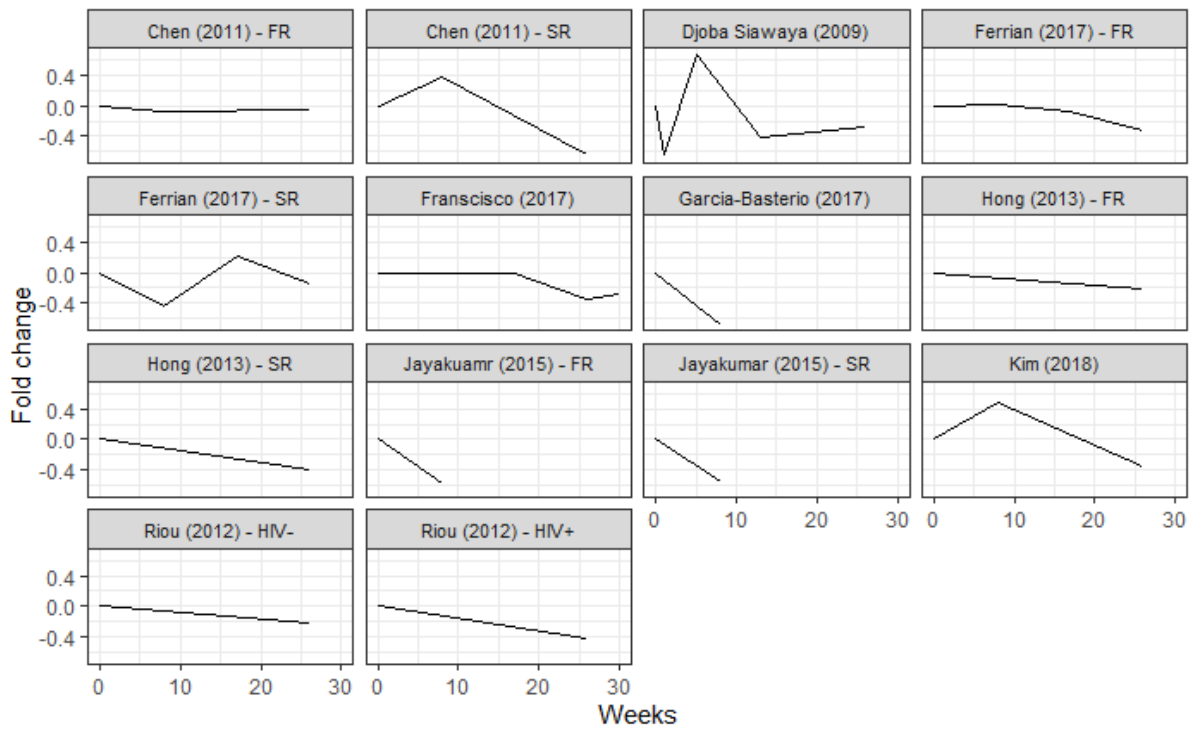 Chen (2011) - FR
Chen (2011) - SR
Djoba Siawaya (2009)
Ferrian (2017) - FR
0.4
0.0
-0.4
Ferrian (2017) - SR
Franscisco (2017)
Garcia-Basterio (2017)
Hong (2013) - FR
0.4
0.0
-0.4
Fold change
Hong (2013) - SR
Jayakuamr (2015) - FR
Jayakumar (2015) - SR
Kim (2018)
0.4
0.0
-0.4
0 10 20 30
0 10 20 30
Riou (2012) - HIV-
Riou (2012) - HIV+
0.4
0.0
-0.4
0 10 20 30
0 10 20 30
Weeks